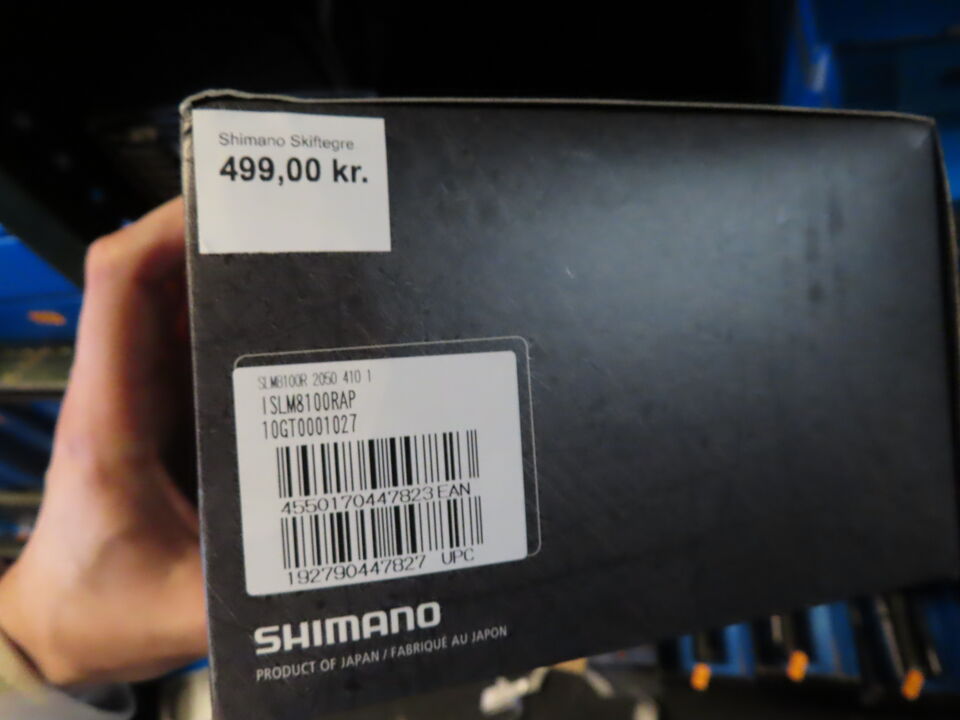 Shimano Skiftegre
499,00 kr.
SLM8100R 2050 410 1
ISLM8100RAP
10GT0001027
4550170447823 EAN
192790447827 UPC
SHIMANO
PRODUCT OF JAPAN / FABRIQUÉ AU JAPON